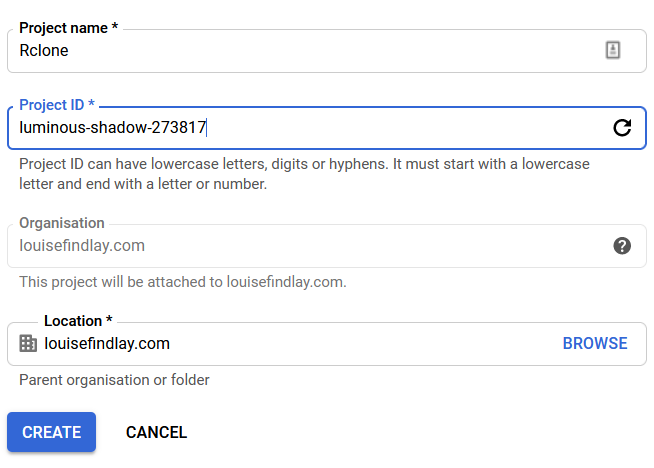 Project name *
Rclone
Project ID *
luminous-shadow-273817
Project ID can have lowercase letters, digits or hyphens. It must start with a lowercase
letter and end with a letter or number.
Organisation
louisefindlay.com
This project will be attached to louisefindlay.com.
Location *
louisefindlay.com BROWSE
Parent organisation or folder
CREATE CANCEL